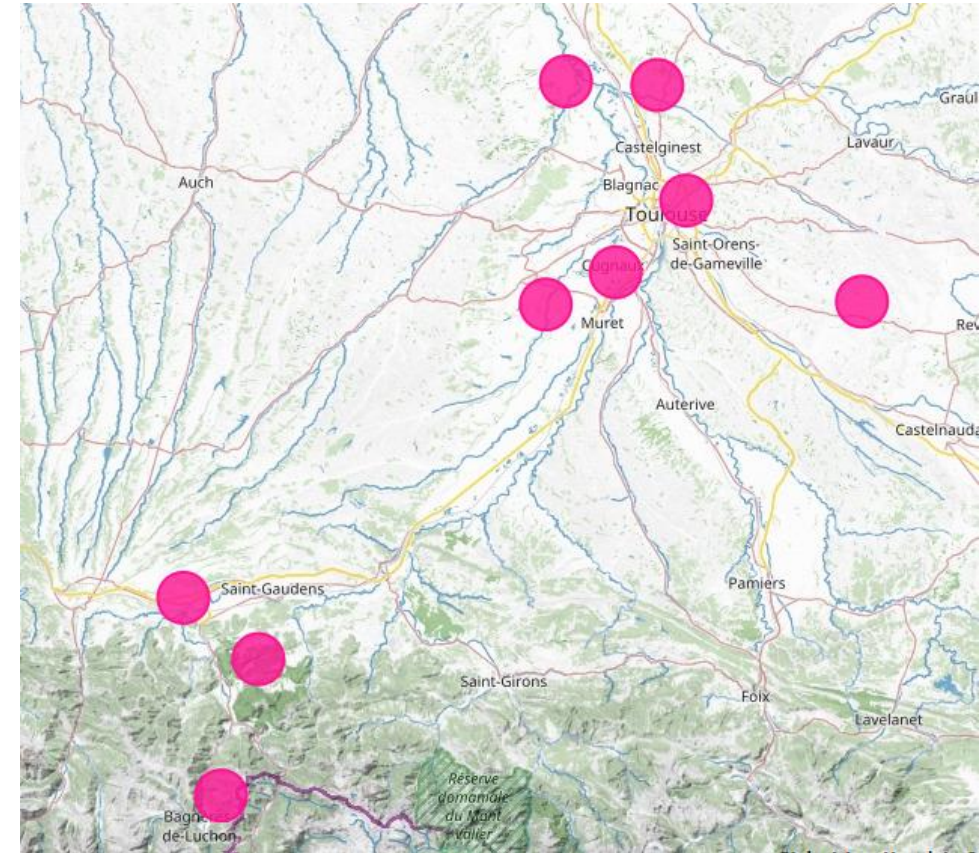 Graul
Castelginest
Lavaur
Auch
Blagnac
Toulouse
Saint-Orens-
de-Gameville
Cugnaux
Muret
Rev
Auterive
Castelnauda
Pamiers
Saint-Gaudens
Saint-Girons
Foix
Lavelanet
Réserve
domaniale
du Mont
Valier
Bagnères-
de-Luchon